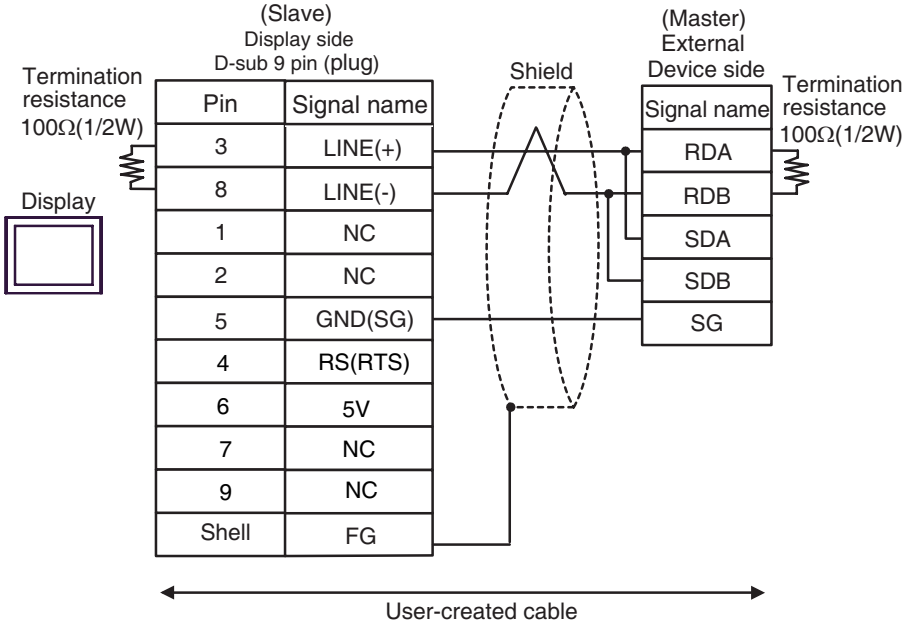 (Slave)
Display side
D-sub 9 pin (plug)
(Master)
External
Device side
Shield
Termination
resistance
100Ω(1/2W)
Termination
resistance
100Ω(1/2W)
Display
Pin Signal name
3 LINE(+)
8 LINE(-)
1 NC
2 NC
5 GND(SG)
4 RS(RTS)
6 5V
7 NC
9 NC
Shell FG
Signal name
RDA
RDB
SDA
SDB
SG
User-created cable